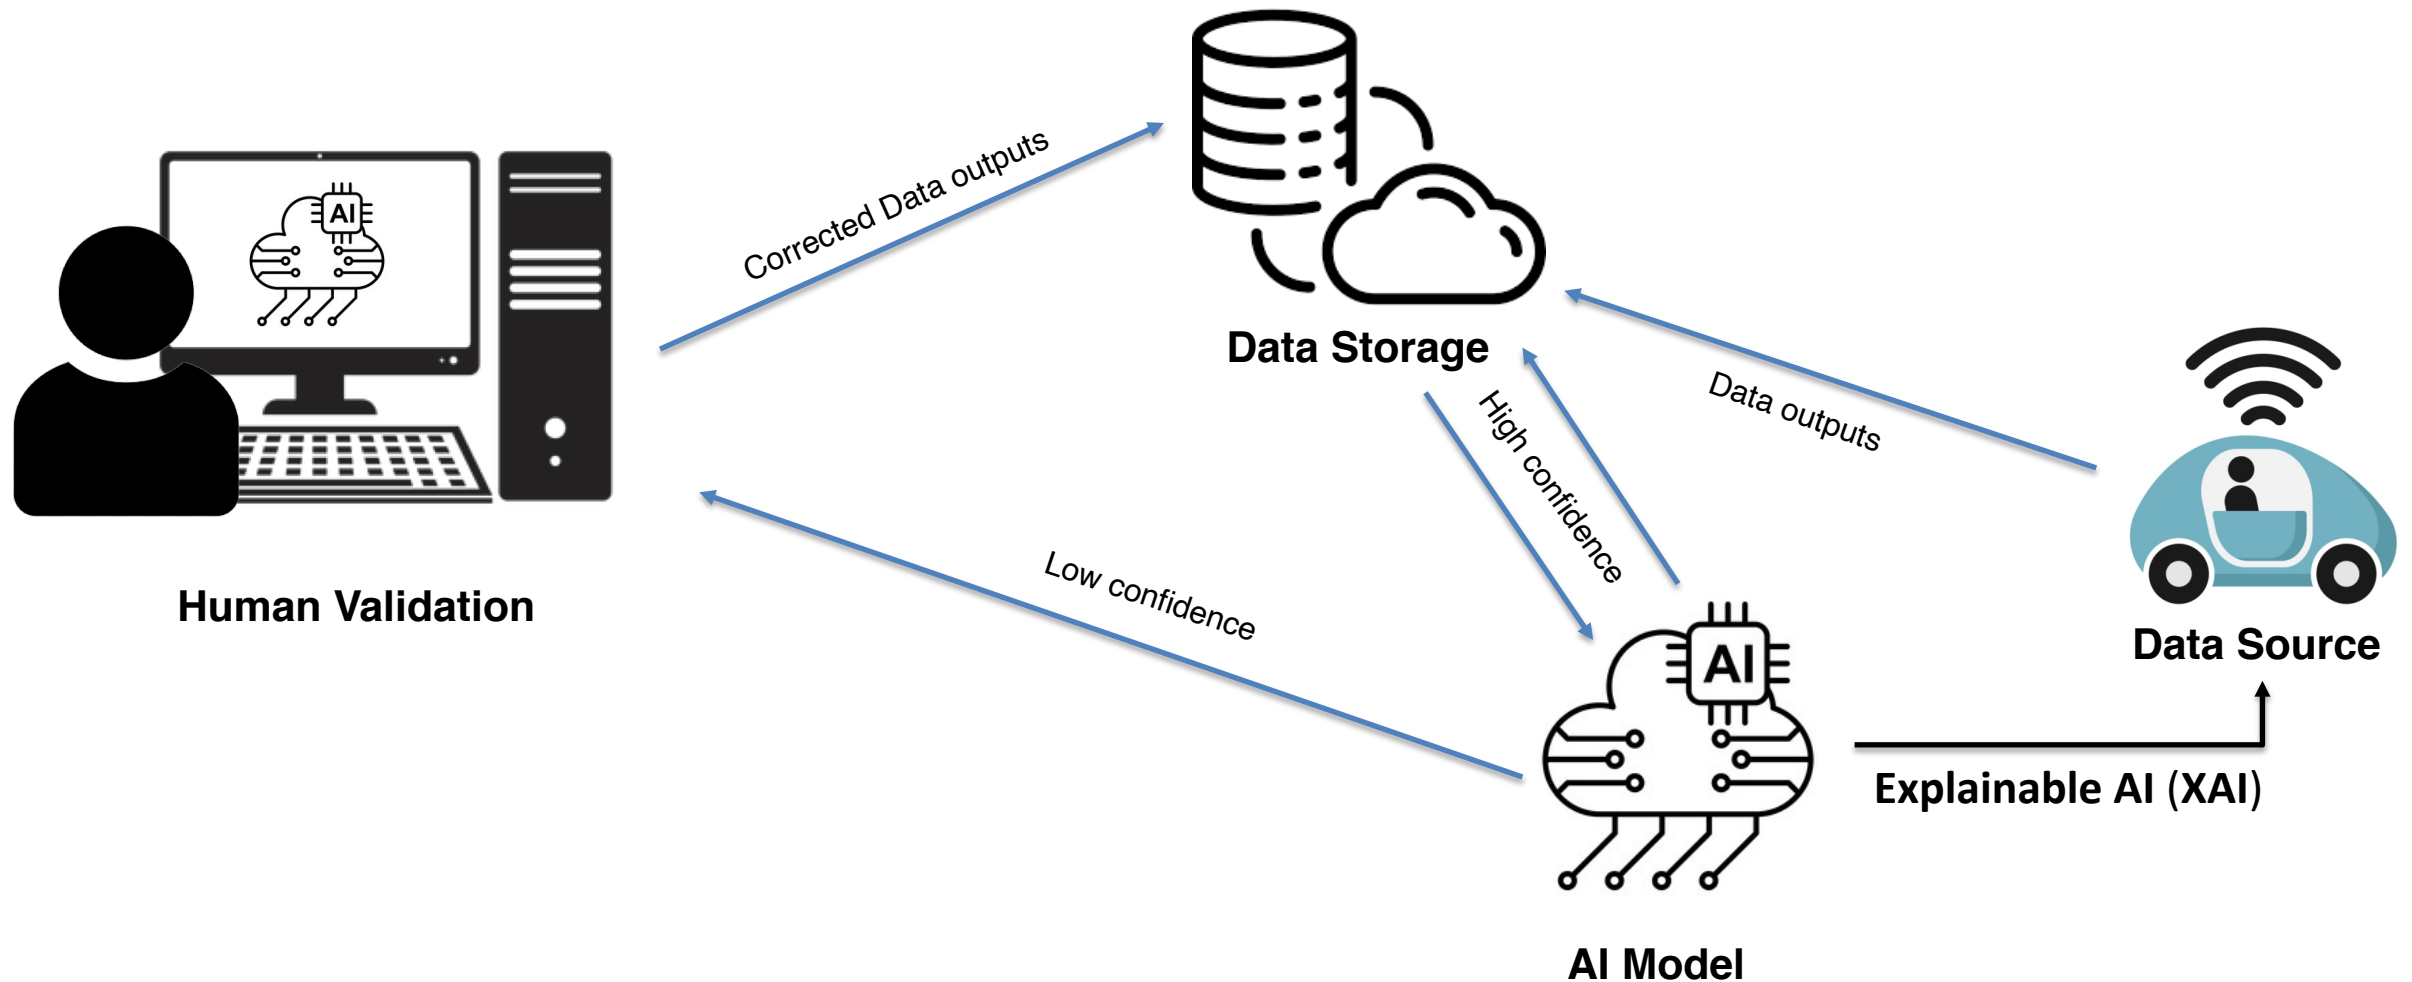 AI
Corrected Data outputs
Data Storage
Data outputs
High confidence
Low confidence
Human Validation
AI
Data Source
Explainable AI (XAI)
AI Model